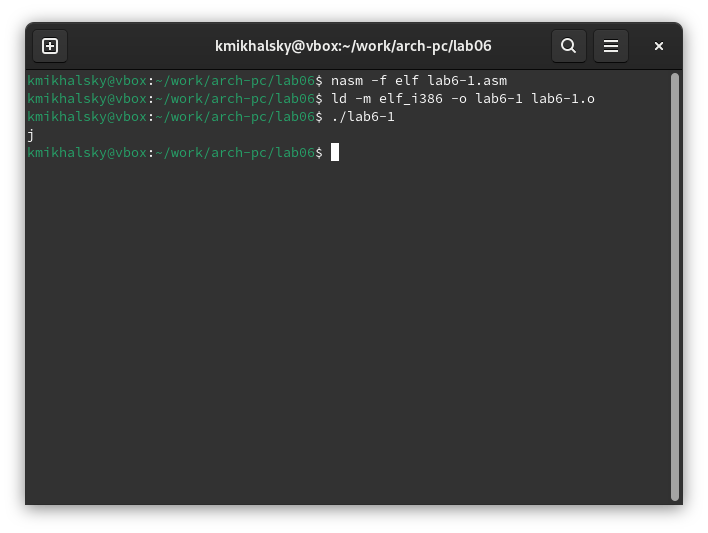 kmikhalsky@vbox:~/work/arch-pc/lab06
kmikhalsky@vbox:~/work/arch-pc/lab06$ nasm -f elf lab6-1.asm
kmikhalsky@vbox:~/work/arch-pc/lab06$ ld -m elf_i386 -o lab6-1 lab6-1.o
kmikhalsky@vbox:~/work/arch-pc/lab06$ ./lab6-1
j
kmikhalsky@vbox:~/work/arch-pc/lab06$